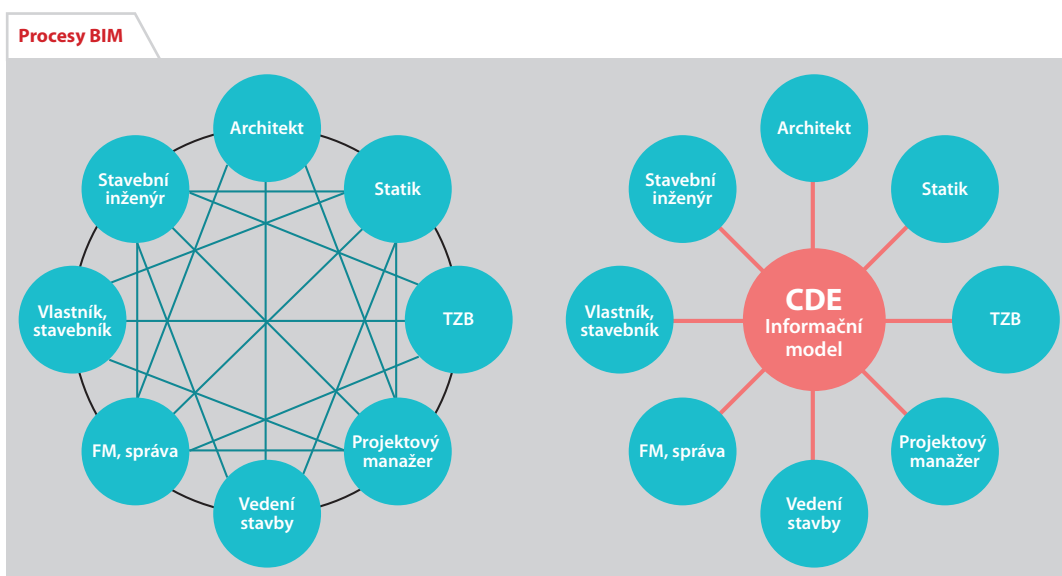 Procesy BIM
Architekt
Stavební
inženýr
Statik
Vlastník,
stavebník
TZB
FM, správa
Projektový
manažer
Vedení
stavby
Architekt
Stavební
inženýr
Statik
Vlastník,
stavebník
CDE
Informační
model
TZB
FM, správa
Projektový
manažer
Vedení
stavby